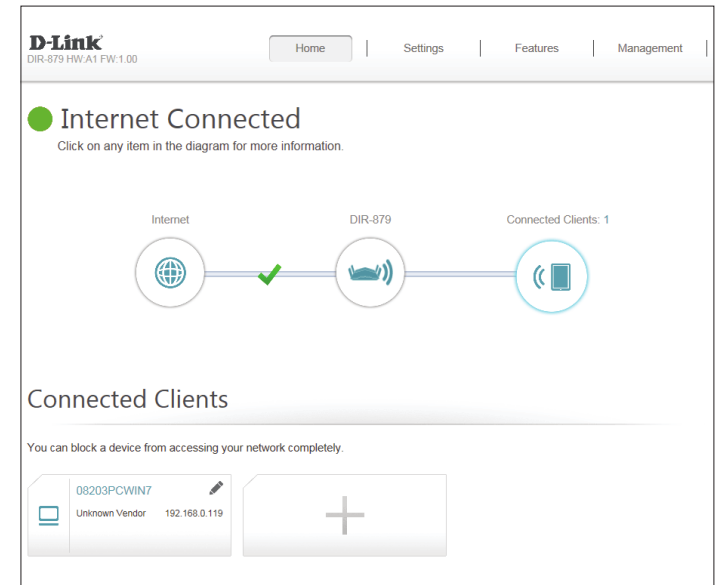 D-Link
DIR-879 HW:A1 FW:1.00
Home Settings Features Management
Internet Connected
Click on any item in the diagram for more information.
Internet DIR-879 Connected Clients: 1
Connected Clients
You can block a device from accessing your network completely.
08203PCWIN7
Unknown Vendor 192.168.0.119